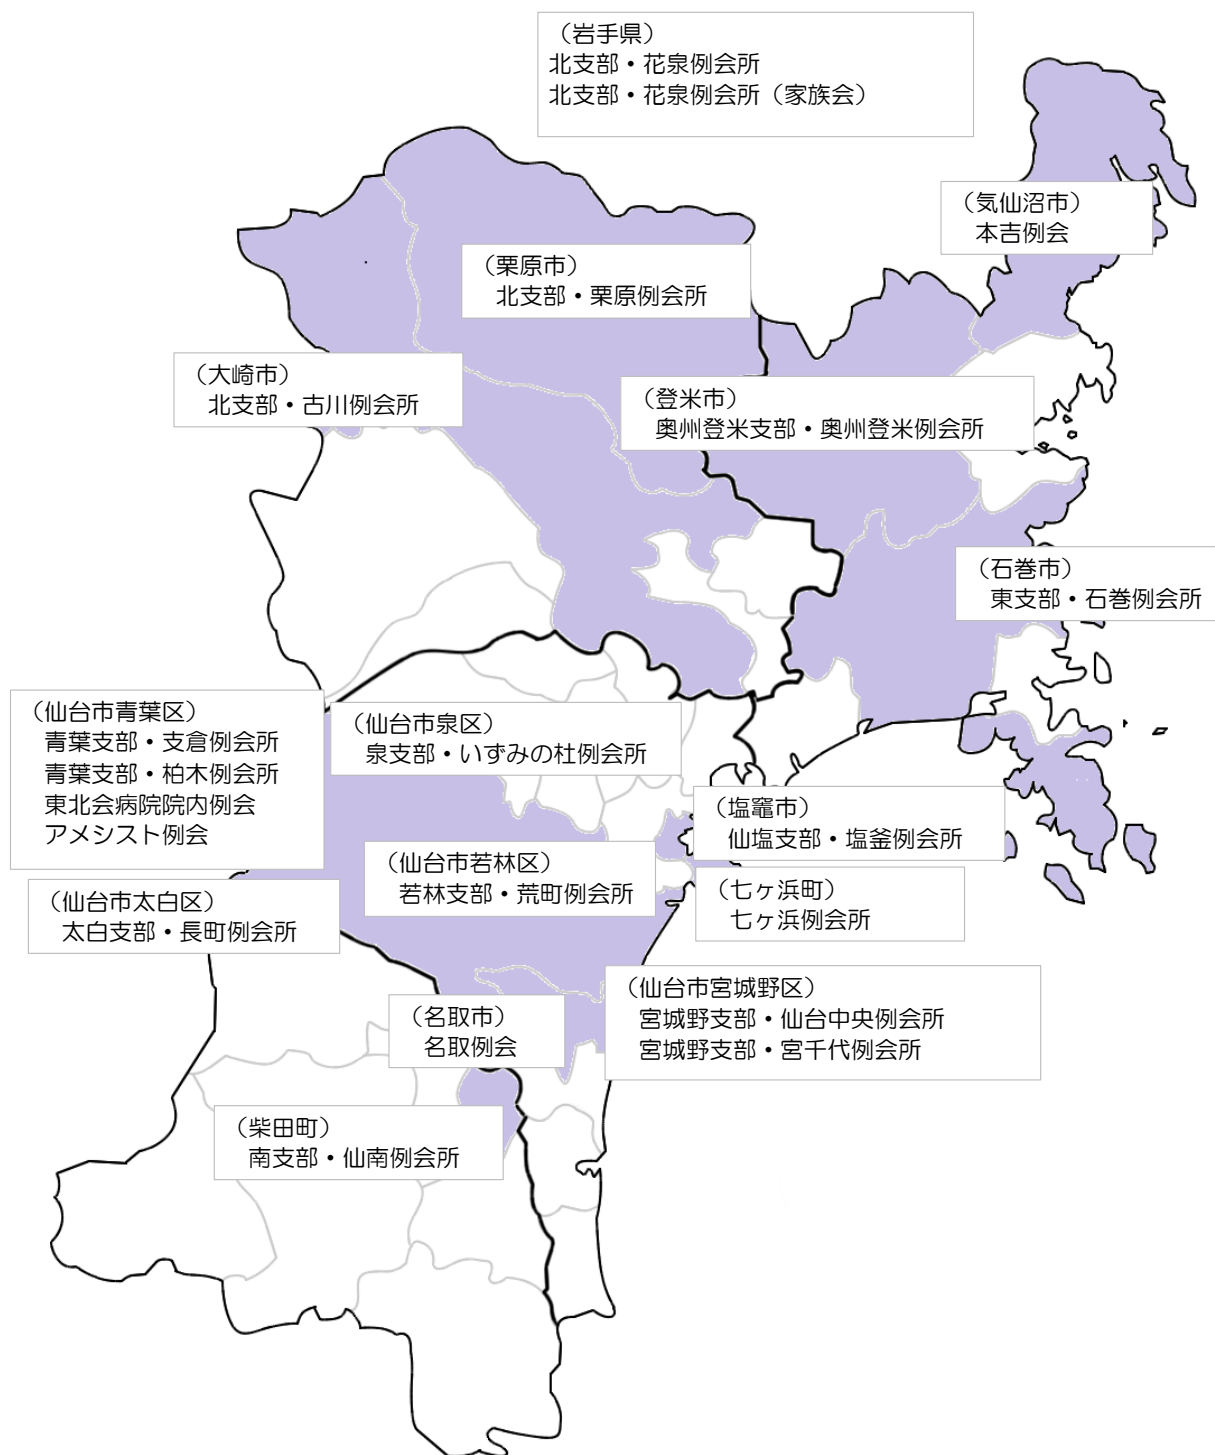 （岩手県）
北支部・花泉例会所
北支部・花泉例会所（家族会）
（気仙沼市）
本吉例会
（栗原市）
北支部・栗原例会所
（大崎市）
北支部・古川例会所
（登米市）
奥州登米支部・奥州登米例会所
（石巻市）
東支部・石巻例会所
（仙台市青葉区）
青葉支部・支倉例会所
青葉支部・柏木例会所
東北会病院院内例会
アメシスト例会
（仙台市泉区）
泉支部・いずみの杜例会所
（塩竈市）
仙塩支部・塩釜例会所
（仙台市若林区）
若林支部・荒町例会所
（七ヶ浜町）
七ヶ浜例会所
（仙台市太白区）
太白支部・長町例会所
（仙台市宮城野区）
宮城野支部・仙台中央例会所
宮城野支部・宮千代例会所
（名取市）
名取例会
（柴田町）
南支部・仙南例会所